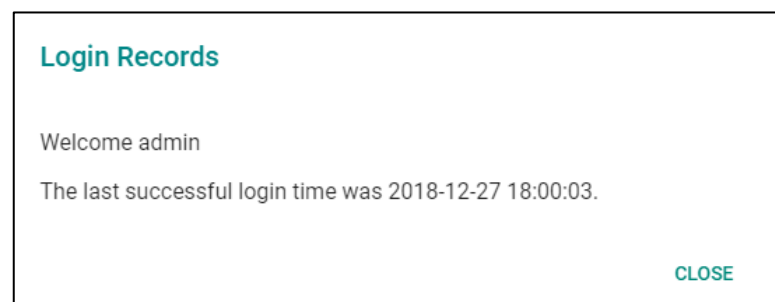 Login Records
Welcome admin
The last successful login time was 2018-12-27 18:00:03.
CLOSE